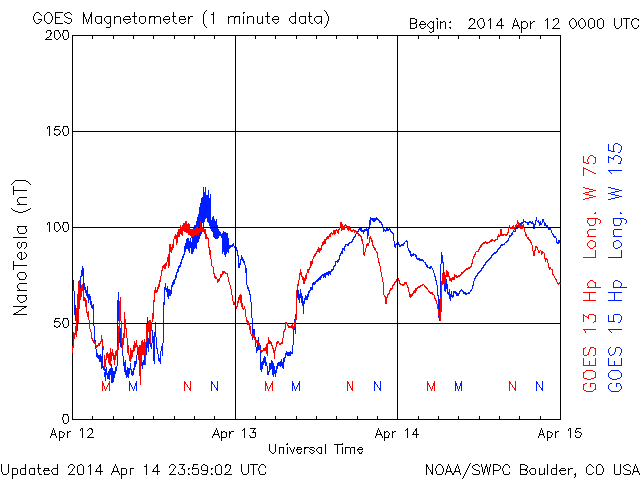 GOES Magnetometer (1 minute data)
Begin: 2014 Apr 12 0000 UTC
200
150
100
50
0
NanoTesla (nT)
M M N N M M N N M M N N
Apr 12 Apr 13 Apr 14 Apr 15
Universal Time
GOES 13 Hp Long. W 75
GOES 15 Hp Long. W 135
Updated 2014 Apr 14 23:59:02 UTC
NOAA/SWPC Boulder, CO USA